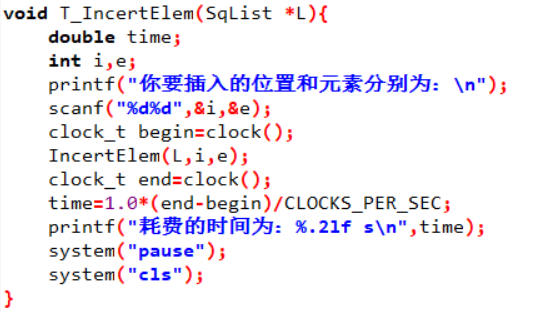 void T_IncertElem(SqList *L){
    double time;
    int i,e;
    printf("你要插入的位置和元素分别为：\n");
    scanf("%d%d",&i,&e);
    clock_t begin=clock();
    IncertElem(L,i,e);
    clock_t end=clock();
    time=1.0*(end-begin)/CLOCKS_PER_SEC;
    printf("耗费的时间为：%.2lf s\n",time);
    system("pause");
    system("cls");
}